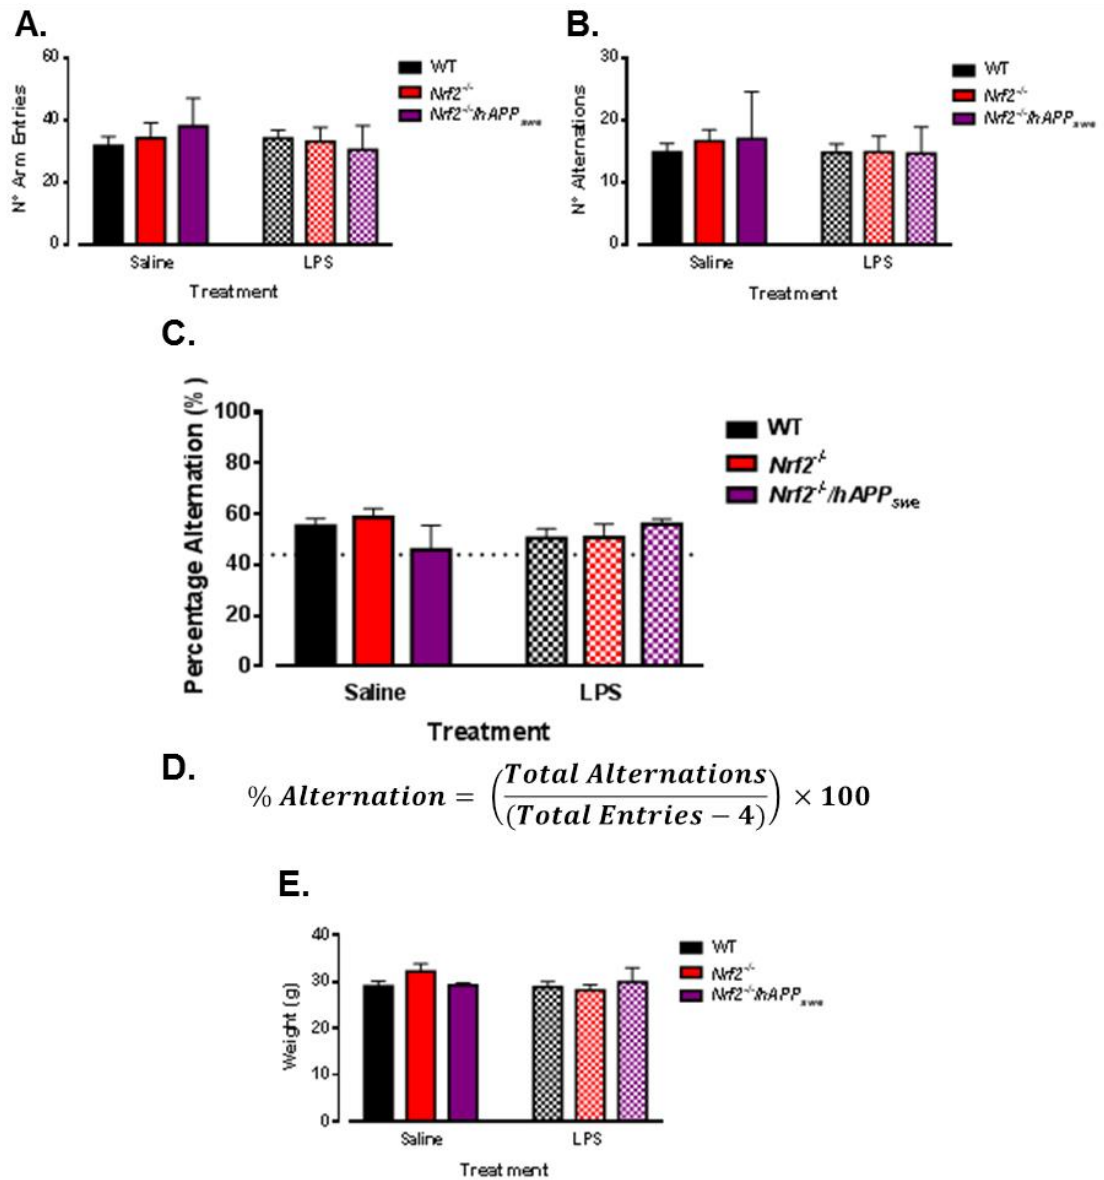 A.
60
40
20
0
N° Arm Entries
Saline
LPS
Treatment
WT
Nrf2-/-
Nrf2-/-/hAPPswe
B.
30
20
10
0
N° Alternations
Saline
LPS
Treatment
WT
Nrf2-/-
Nrf2-/-/hAPPswe
C.
100
80
60
40
20
0
Percentage Alternation (%)
Saline
LPS
Treatment
WT
Nrf2-/-
Nrf2-/-/hAPPswe
D.
% Alternation = (Total Alternations / (Total Entries − 4)) × 100
E.
40
30
20
10
0
Weight (g)
Saline
LPS
Treatment
WT
Nrf2-/-
Nrf2-/-/hAPPswe